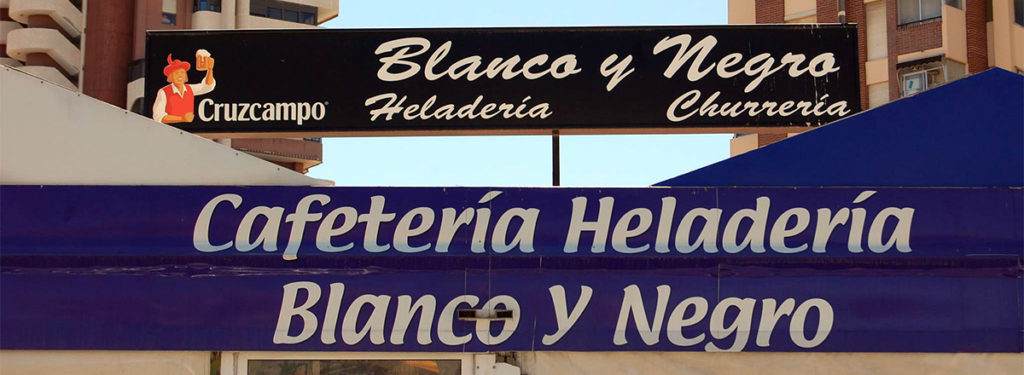 Blanco y Negro
Cruzcampo®
Heladería Churrería
Cafetería Heladería
Blanco y Negro